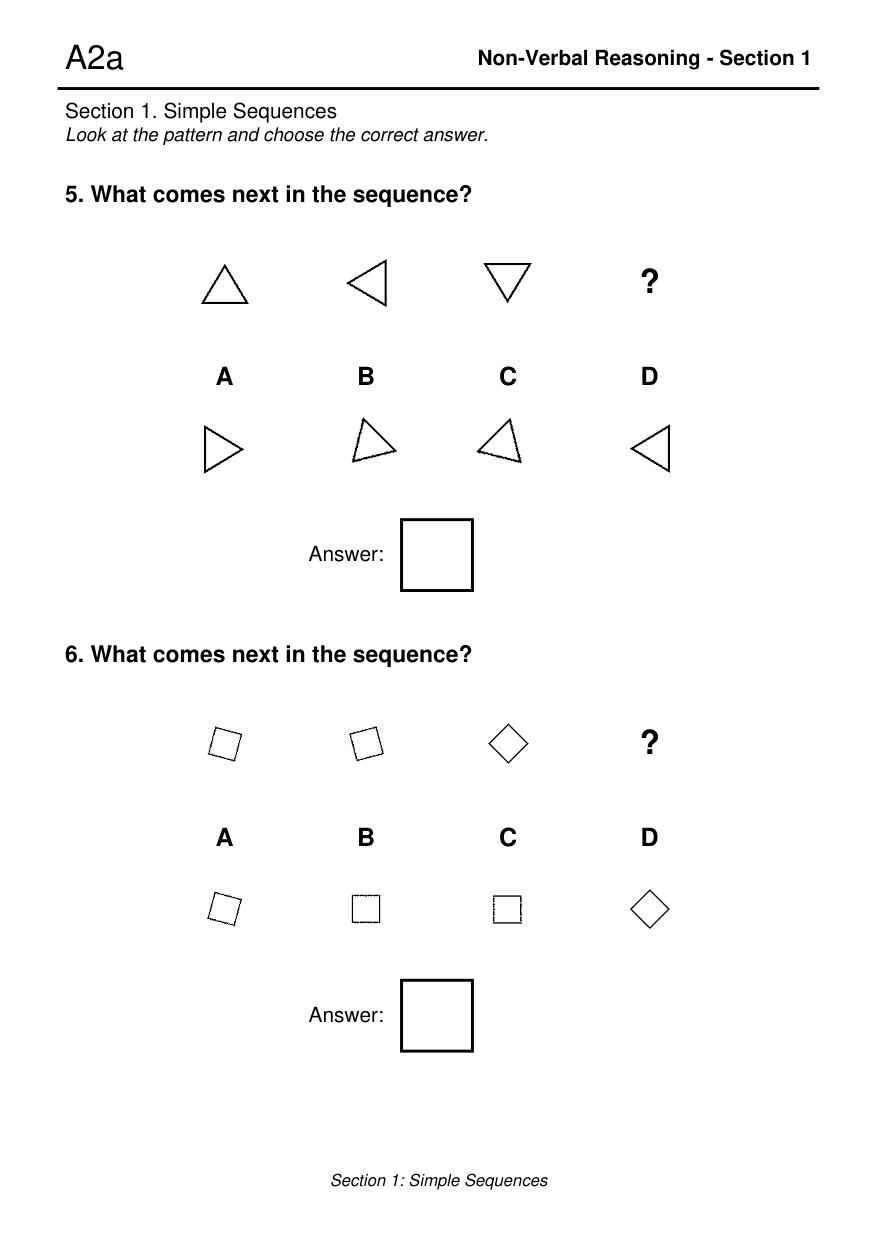 A2a
Non-Verbal Reasoning - Section 1
Section 1. Simple Sequences
Look at the pattern and choose the correct answer.
5. What comes next in the sequence?
?
A B C D
Answer:
6. What comes next in the sequence?
?
A B C D
Answer:
Section 1: Simple Sequences